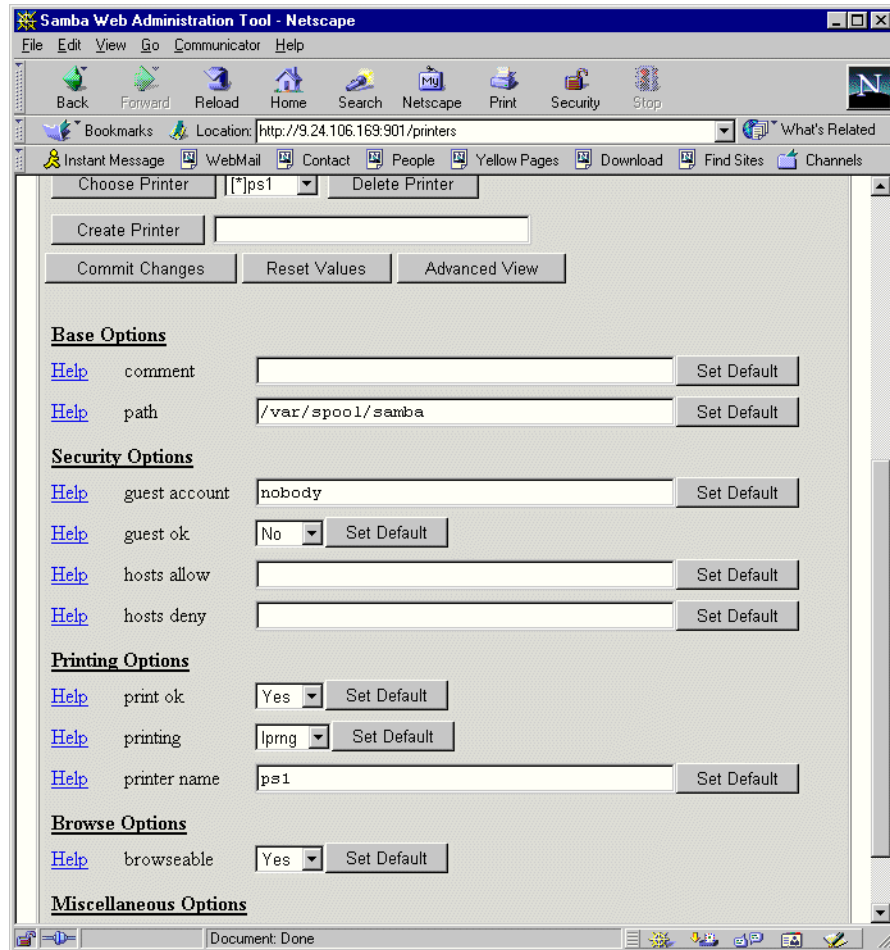 Samba Web Administration Tool - Netscape
File Edit View Go Communicator Help
My
N
Back Forward Reload Home Search Netscape Print Security Stop
Bookmarks Location: http://9.24.106.169:901/printers What's Related
Instant Message WebMail Contact People Yellow Pages Download Find Sites Channels
Choose Printer [*]ps1 Delete Printer
Create Printer
Commit Changes Reset Values Advanced View
Base Options
Help comment Set Default
Help path /var/spool/samba Set Default
Security Options
Help guest account nobody Set Default
Help guest ok No Set Default
Help hosts allow Set Default
Help hosts deny Set Default
Printing Options
Help print ok Yes Set Default
Help printing lprng Set Default
Help printer name ps1 Set Default
Browse Options
Help browseable Yes Set Default
Miscellaneous Options
Document: Done